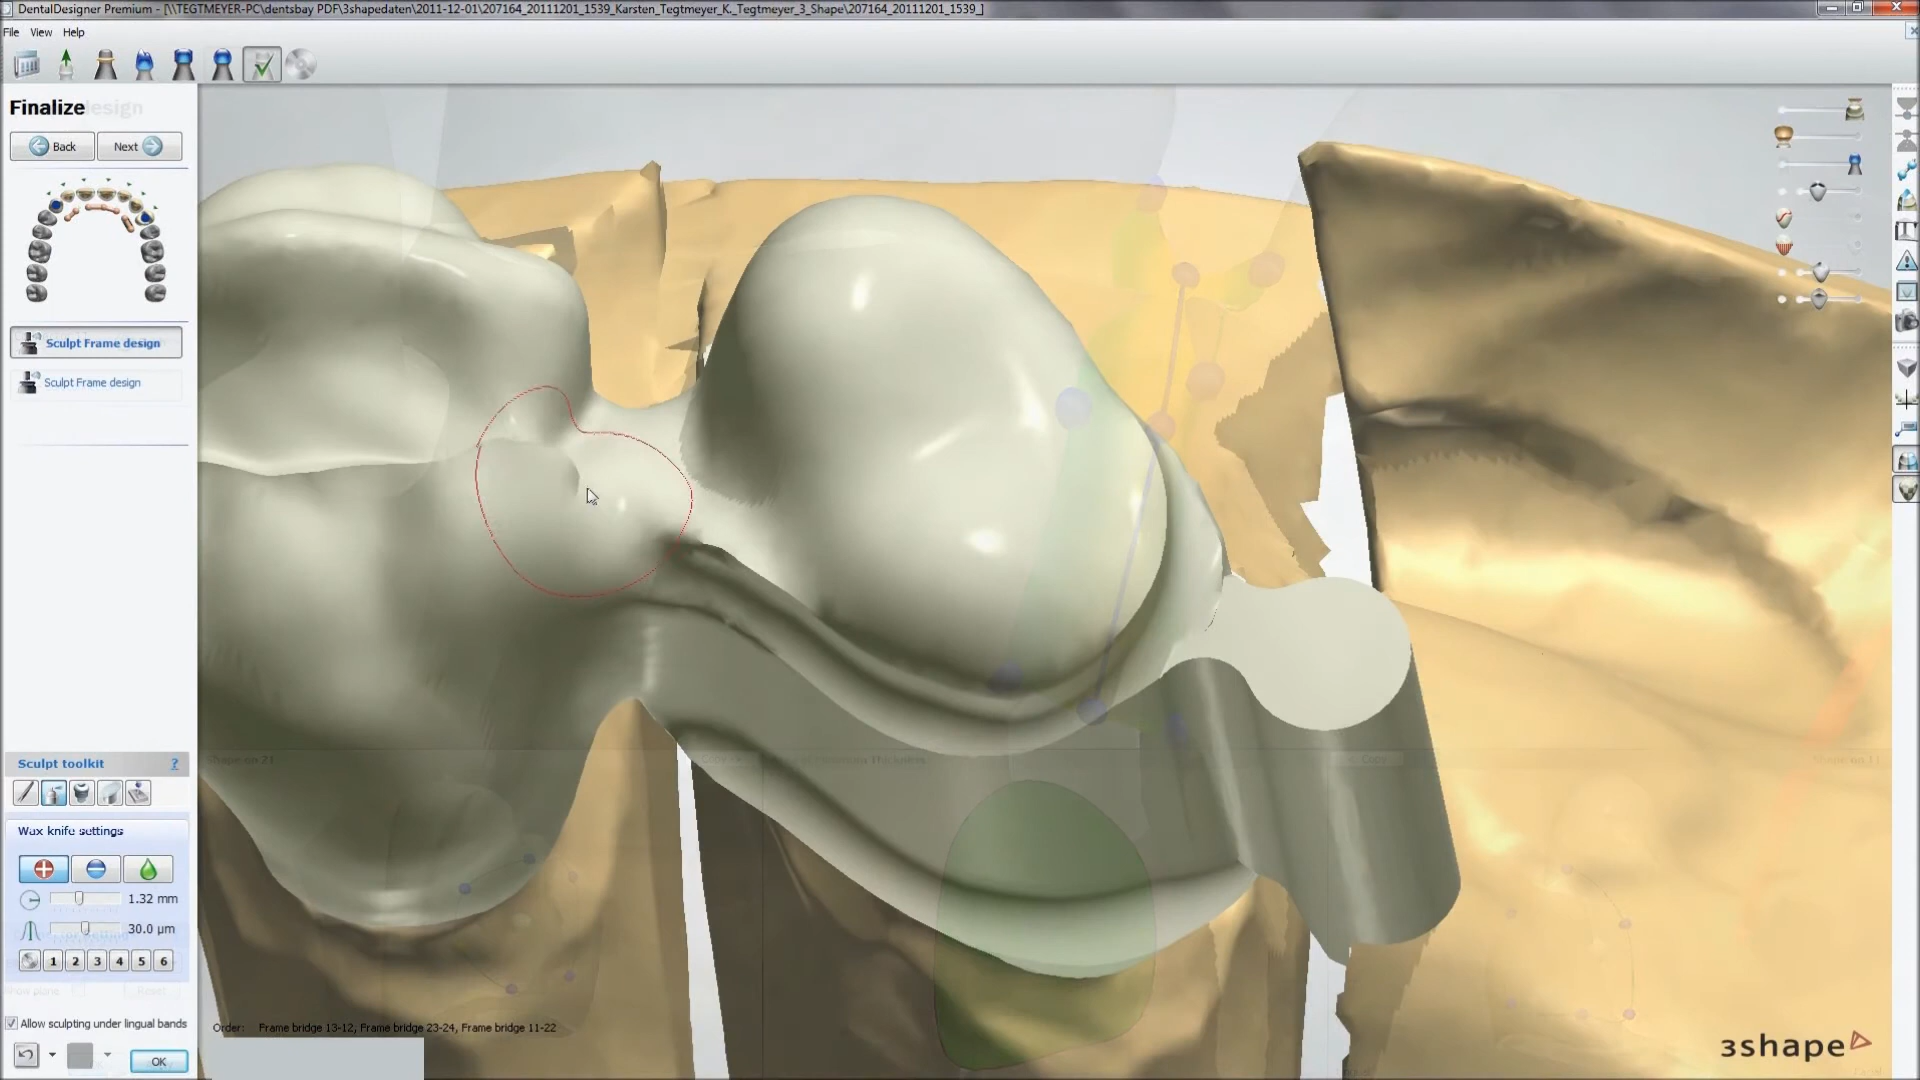 DentalDesigner Premium - [\\TEGTMEYER-PC\dentsbay PDF\3shapedaten\2011-12-01\207164_20111201_1539_Karsten_Tegtmeyer_K._Tegtmeyer_3_Shape\207164_20111201_1539_]
File View Help
Finalize
Back Next
Sculpt Frame design
Sculpt Frame design
Sculpt toolkit ?
Wax knife settings
1.32 mm
30.0 µm
1 2 3 4 5 6
Allow sculpting under lingual bands
OK
Order: Frame bridge 13-12, Frame bridge 23-24, Frame bridge 11-22
3shape